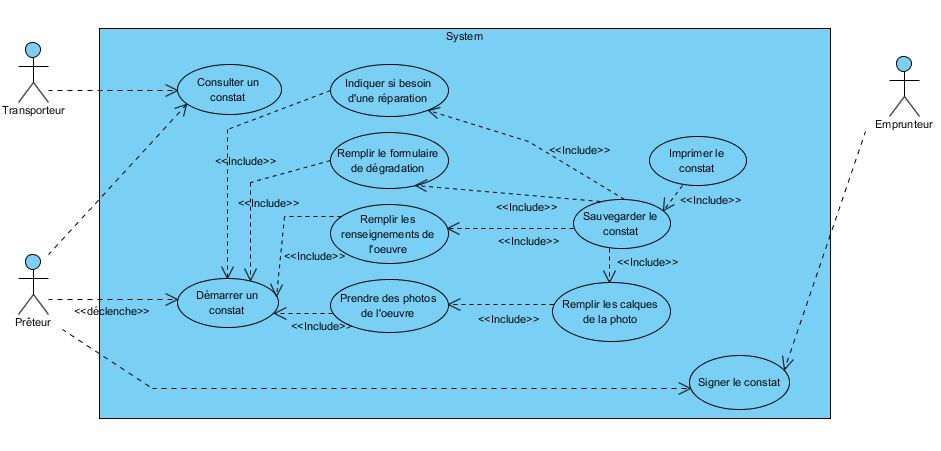 System
Transporteur
Consulter un
constat
Indiquer si besoin
d'une réparation
Emprunteur
<<Include>>
<<Include>>
Remplir le formulaire
de dégradation
Imprimer le
constat
<<Include>>
<<Include>>
<<Include>>
Remplir les
renseignements de
l'oeuvre
Sauvegarder le
constat
<<Include>>
<<Include>>
<<Include>>
Prêteur
<<déclenche>>
Démarrer un
constat
Prendre des photos
de l'oeuvre
<<Include>>
<<Include>>
Remplir les calques
de la photo
Signer le constat